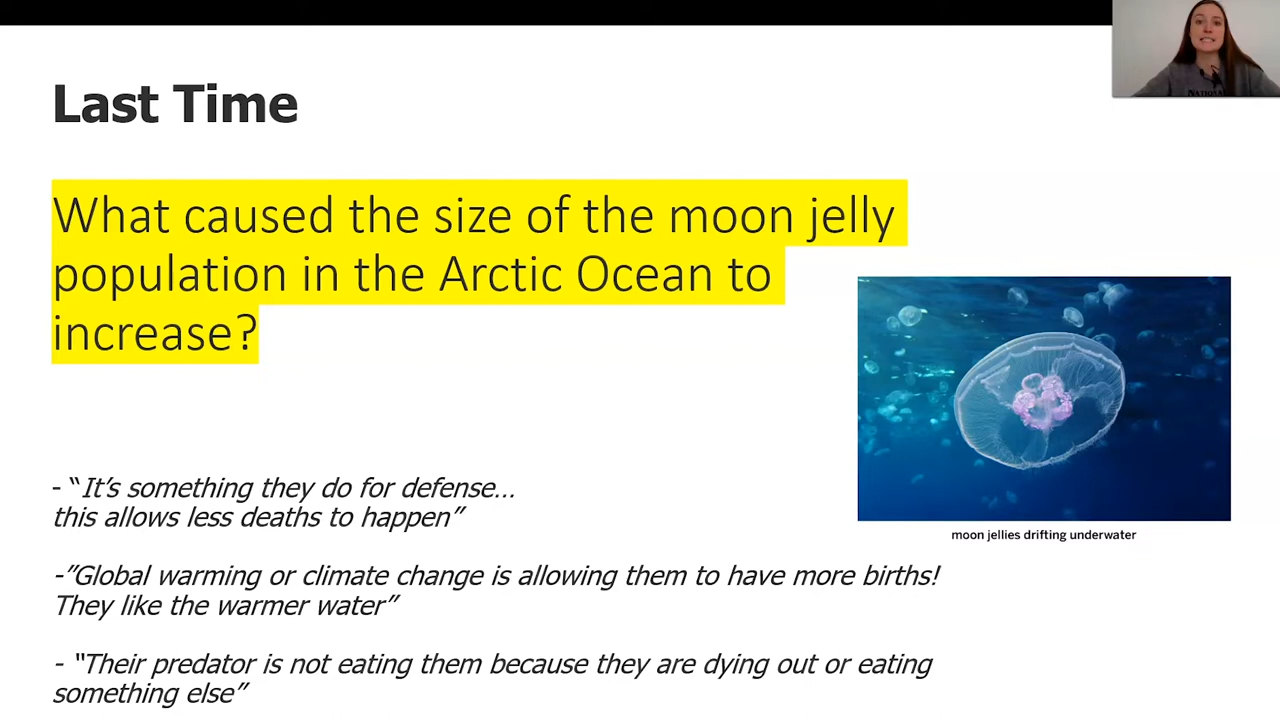 Last Time
What caused the size of the moon jelly
population in the Arctic Ocean to
increase?
- “It’s something they do for defense…
this allows less deaths to happen”
-”Global warming or climate change is allowing them to have more births!
They like the warmer water”
- “Their predator is not eating them because they are dying out or eating
something else”
moon jellies drifting underwater